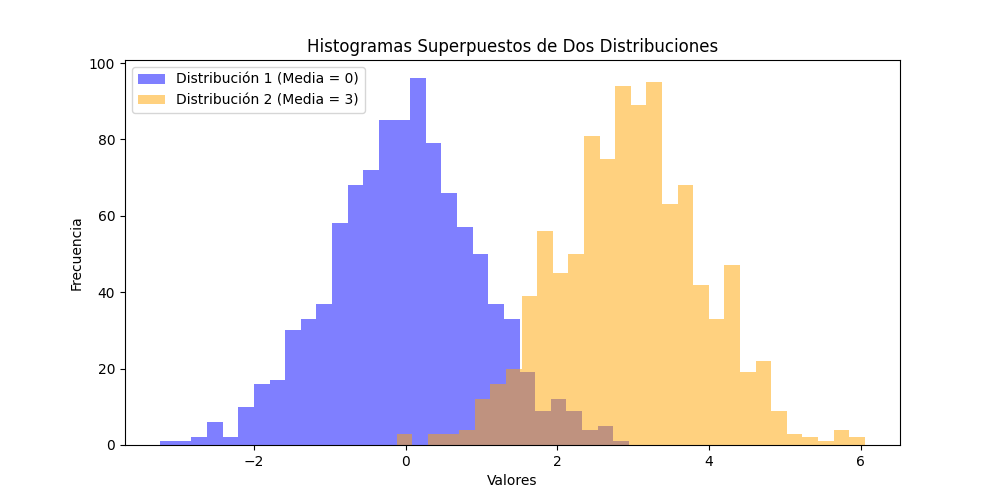 Histogramas Superpuestos de Dos Distribuciones
Distribución 1 (Media = 0)
Distribución 2 (Media = 3)
Frecuencia
100
80
60
40
20
0
−2
0
2
4
6
Valores